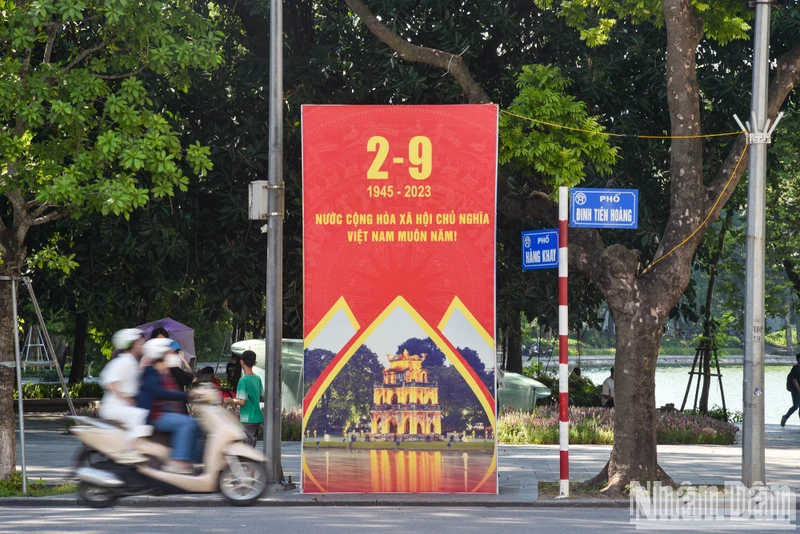 2-9
1945 - 2023
NƯỚC CỘNG HÒA XÃ HỘI CHỦ NGHĨA
VIỆT NAM MUÔN NĂM!
PHỐ
ĐINH TIÊN HOÀNG
PHỐ
HÀNG KHAY
Nhân Dân